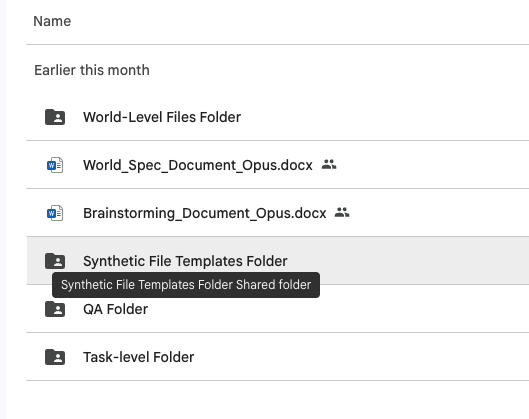 Name
Earlier this month
World-Level Files Folder
World_Spec_Document_Opus.docx
Brainstorming_Document_Opus.docx
Synthetic File Templates Folder
Synthetic File Templates Folder Shared folder
QA Folder
Task-level Folder